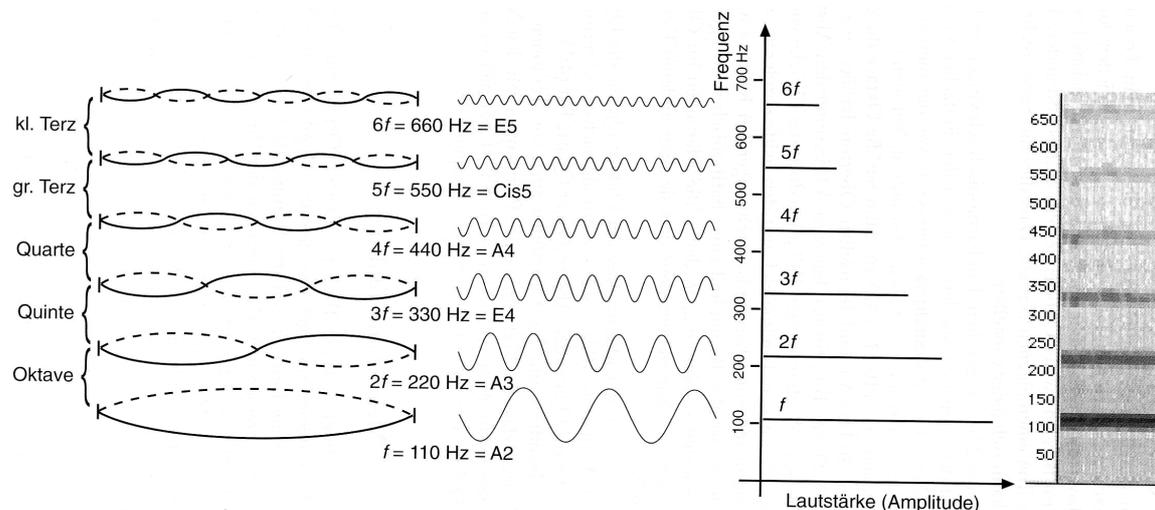 kl. Terz
gr. Terz
Quarte
Quinte
Oktave
6f = 660 Hz = E5
5f = 550 Hz = Cis5
4f = 440 Hz = A4
3f = 330 Hz = E4
2f = 220 Hz = A3
f = 110 Hz = A2
Frequenz
700 Hz
600
500
400
300
200
100
6f
5f
4f
3f
2f
f
Lautstärke (Amplitude)
650
600
550
500
450
400
350
300
250
200
150
100
50